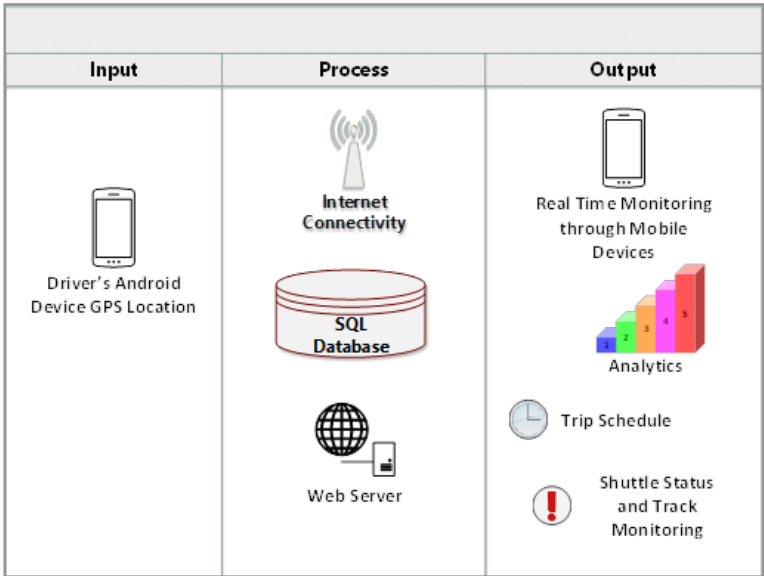 Input
Process
Output
Driver's Android
Device GPS Location
Internet
Connectivity
SQL
Database
Web Server
Real Time Monitoring
through Mobile
Devices
1
2
3
4
5
Analytics
Trip Schedule
Shuttle Status
and Track
Monitoring